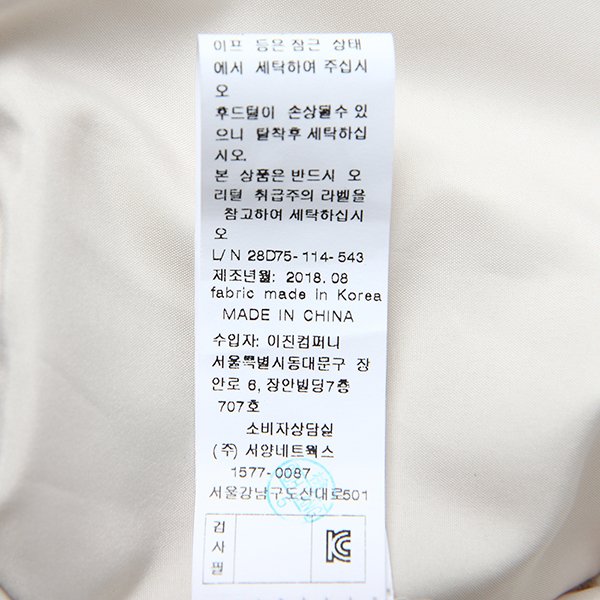 이프 등은 잠근 상태
에서 세탁하여 주십시
오
후드털이 손상될수 있
으니 탈착후 세탁하십
시오.
본 상품은 반드시 오
리털 취급주의 라벨을
참고하여 세탁하십시
오
L/N 28D75-114-543
제조년월: 2018.08
fabric made in Korea
MADE IN CHINA
수입자: 이진컴퍼니
서울특별시동대문구 장
안로 6, 장안빌딩7층
707호
소비자상담실
(주) 서양네트웍스
1577-0087
서울강남구도산대로501
검
사
필